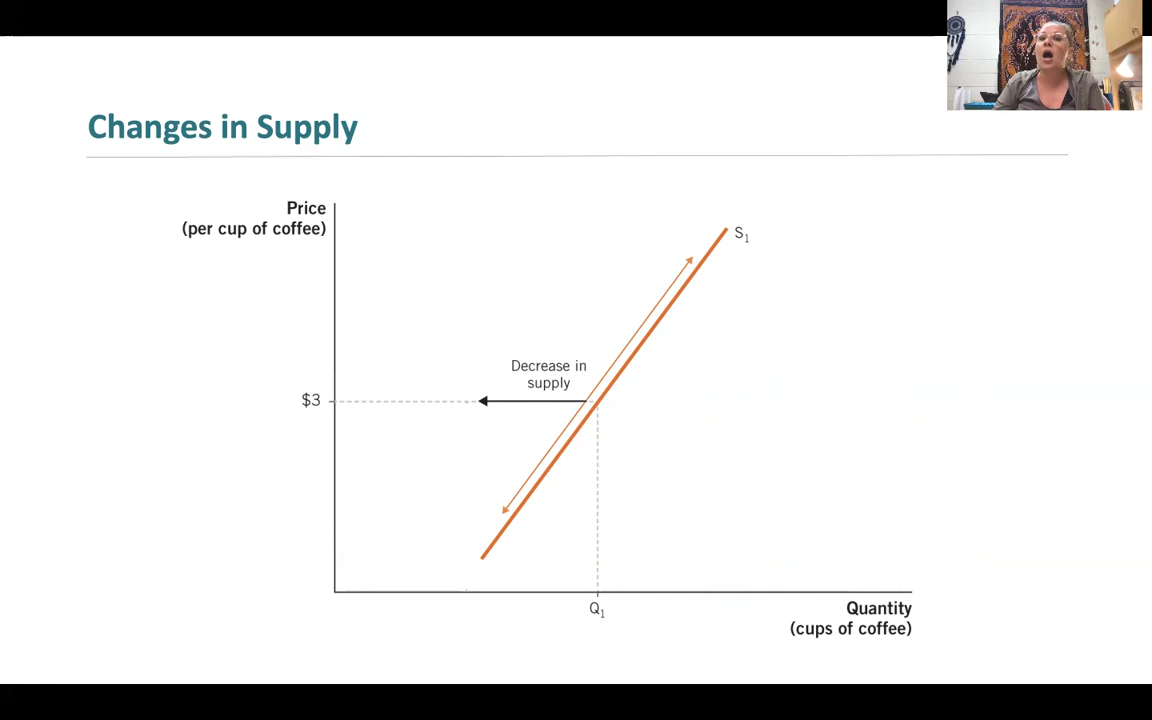 Changes in Supply
Price
(per cup of coffee)
S₁
Decrease in
supply
$3
Q₁
Quantity
(cups of coffee)